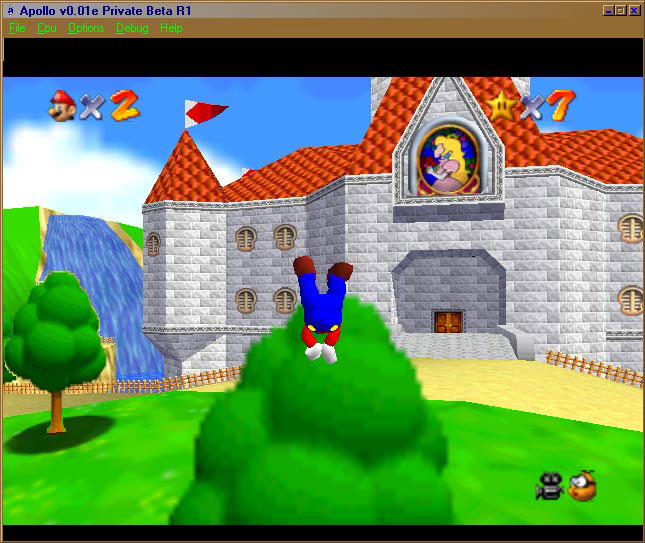 Apollo v0.01e Private Beta R1
File Cpu Options Debug Help
× 2
× 7